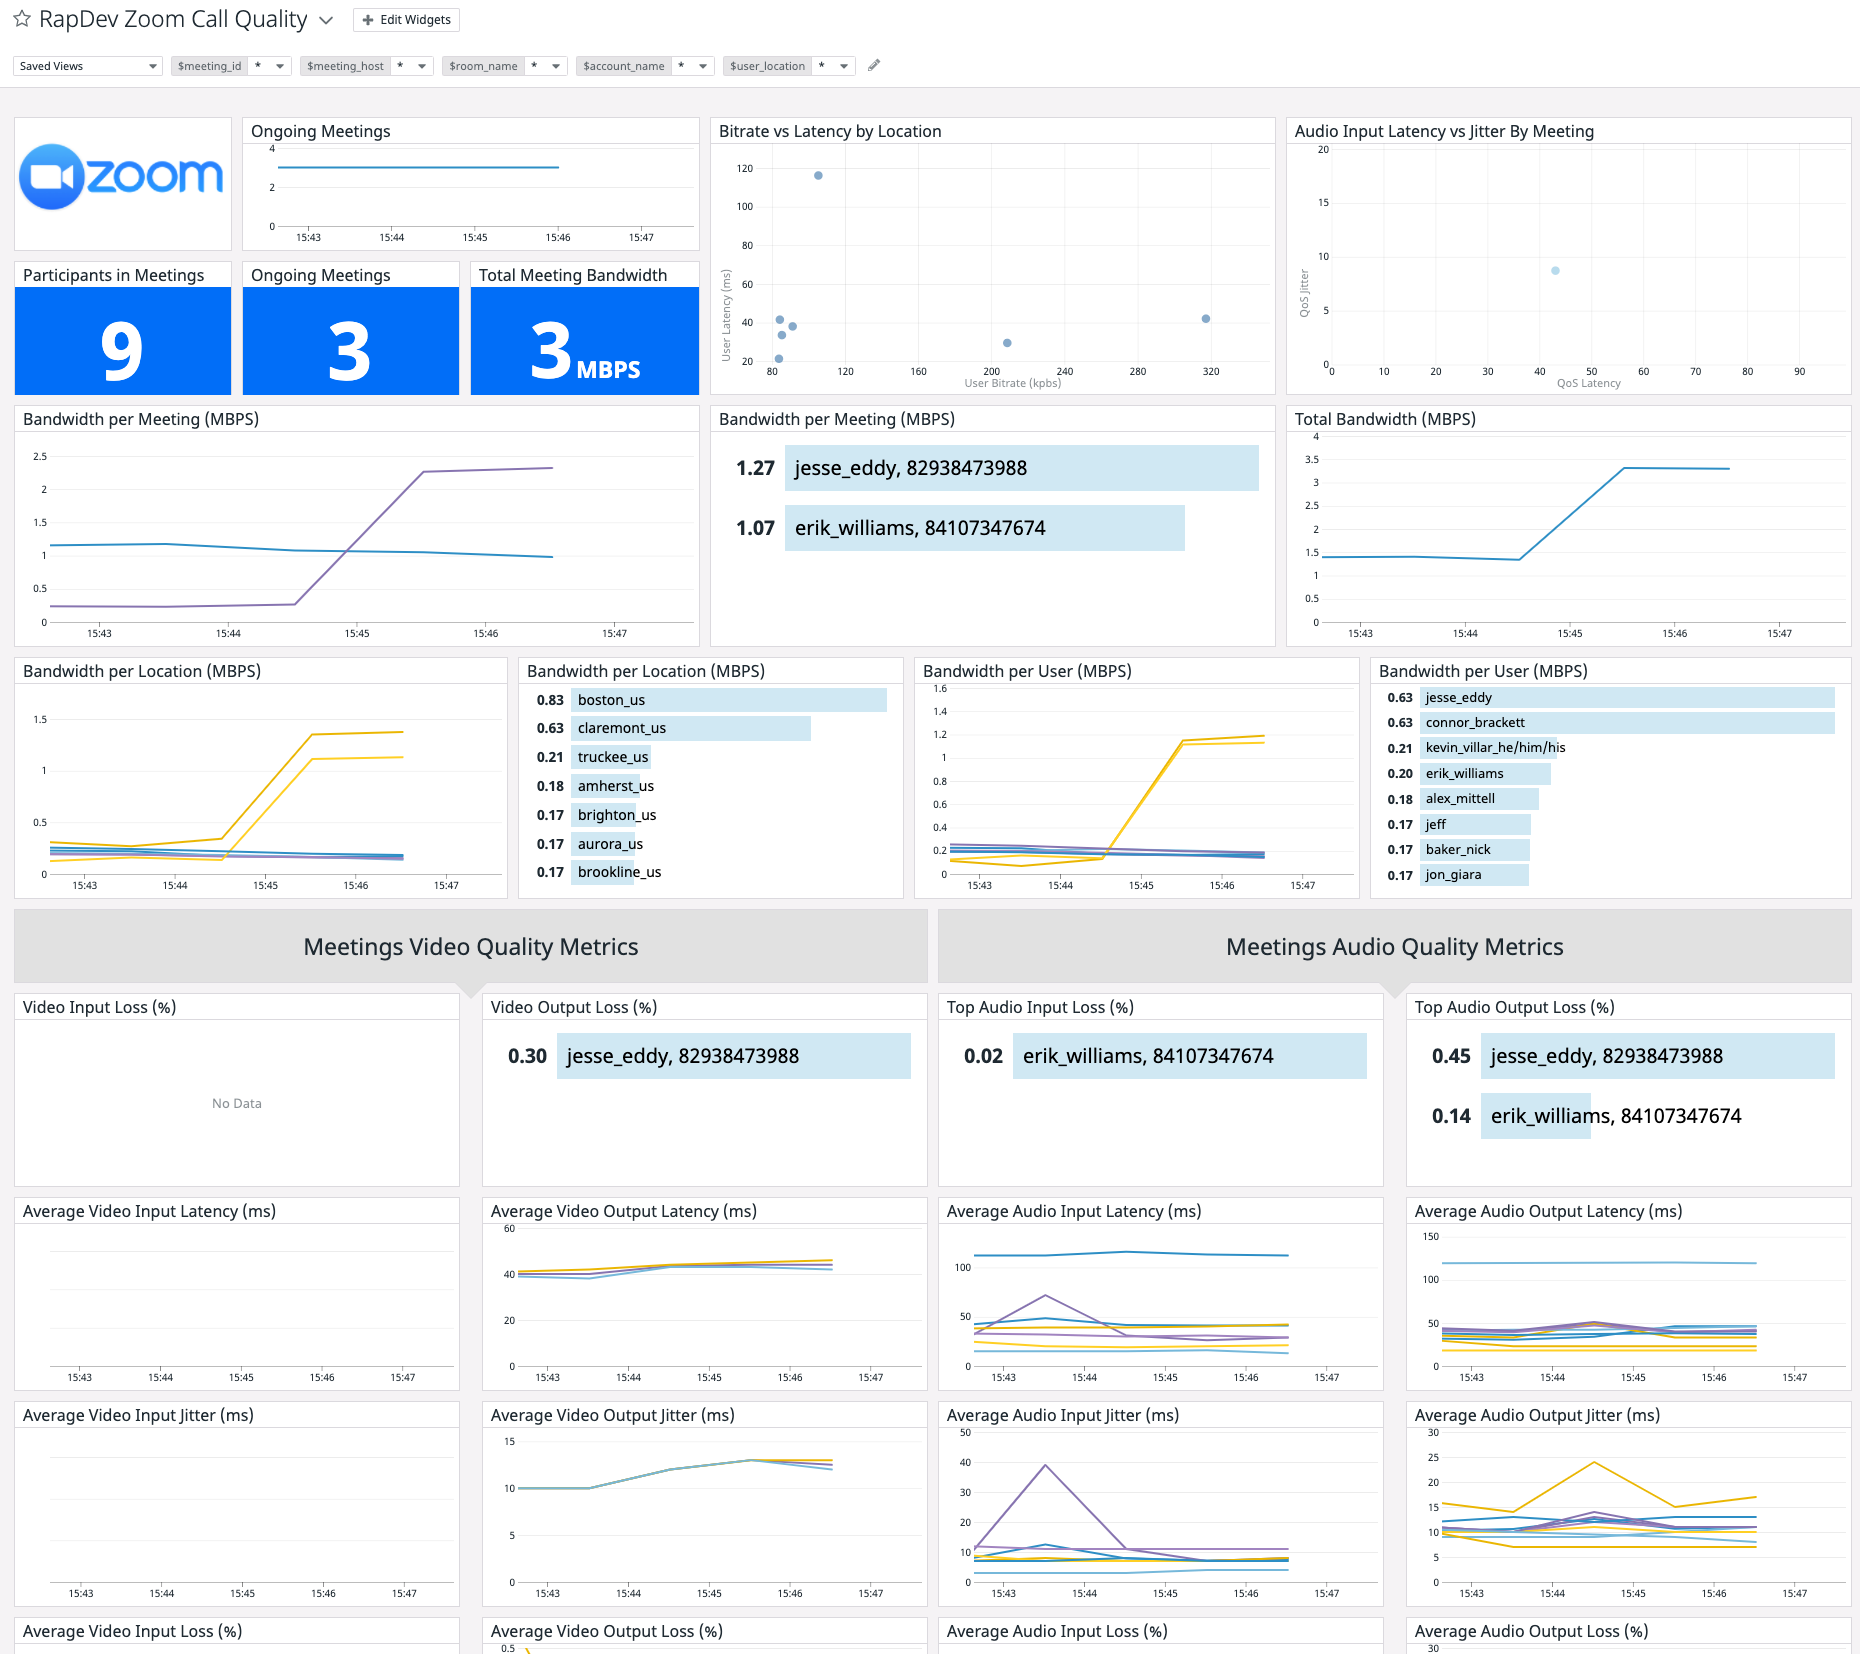 RapDev Zoom Call Quality
Edit Widgets
Saved Views
$meeting_id *
$meeting_host *
$room_name *
$account_name *
$user_location *
zoom
Ongoing Meetings
4
2
0
15:43 15:44 15:45 15:46 15:47
Participants in Meetings
9
Ongoing Meetings
3
Total Meeting Bandwidth
3 MBPS
Bitrate vs Latency by Location
User Latency (ms)
120
100
80
60
40
20
80 120 160 200 240 280 320
User Bitrate (kpbs)
Audio Input Latency vs Jitter By Meeting
QoS Jitter
20
15
10
5
0
0 10 20 30 40 50 60 70 80 90
QoS Latency
Bandwidth per Meeting (MBPS)
2.5
2
1.5
1
0.5
0
15:43 15:44 15:45 15:46 15:47
Bandwidth per Meeting (MBPS)
1.27 jesse_eddy, 82938473988
1.07 erik_williams, 84107347674
Total Bandwidth (MBPS)
4
3.5
3
2.5
2
1.5
1
0.5
0
15:43 15:44 15:45 15:46 15:47
Bandwidth per Location (MBPS)
1.5
1
0.5
0
15:43 15:44 15:45 15:46 15:47
Bandwidth per Location (MBPS)
0.83 boston_us
0.63 claremont_us
0.21 truckee_us
0.18 amherst_us
0.17 brighton_us
0.17 aurora_us
0.17 brookline_us
Bandwidth per User (MBPS)
1.6
1.4
1.2
1
0.8
0.6
0.4
0.2
0
15:43 15:44 15:45 15:46 15:47
Bandwidth per User (MBPS)
0.63 jesse_eddy
0.63 connor_brackett
0.21 kevin_villar_he/him/his
0.20 erik_williams
0.18 alex_mittell
0.17 jeff
0.17 baker_nick
0.17 jon_giara
Meetings Video Quality Metrics
Meetings Audio Quality Metrics
Video Input Loss (%)
No Data
Video Output Loss (%)
0.30 jesse_eddy, 82938473988
Top Audio Input Loss (%)
0.02 erik_williams, 84107347674
Top Audio Output Loss (%)
0.45 jesse_eddy, 82938473988
0.14 erik_williams, 84107347674
Average Video Input Latency (ms)
15:43 15:44 15:45 15:46 15:47
Average Video Output Latency (ms)
60
40
20
0
15:43 15:44 15:45 15:46 15:47
Average Audio Input Latency (ms)
100
50
0
15:43 15:44 15:45 15:46 15:47
Average Audio Output Latency (ms)
150
100
50
0
15:43 15:44 15:45 15:46 15:47
Average Video Input Jitter (ms)
15:43 15:44 15:45 15:46 15:47
Average Video Output Jitter (ms)
15
10
5
0
15:43 15:44 15:45 15:46 15:47
Average Audio Input Jitter (ms)
50
40
30
20
10
0
15:43 15:44 15:45 15:46 15:47
Average Audio Output Jitter (ms)
30
25
20
15
10
5
0
15:43 15:44 15:45 15:46 15:47
Average Video Input Loss (%)
Average Video Output Loss (%)
0.5
Average Audio Input Loss (%)
Average Audio Output Loss (%)
30